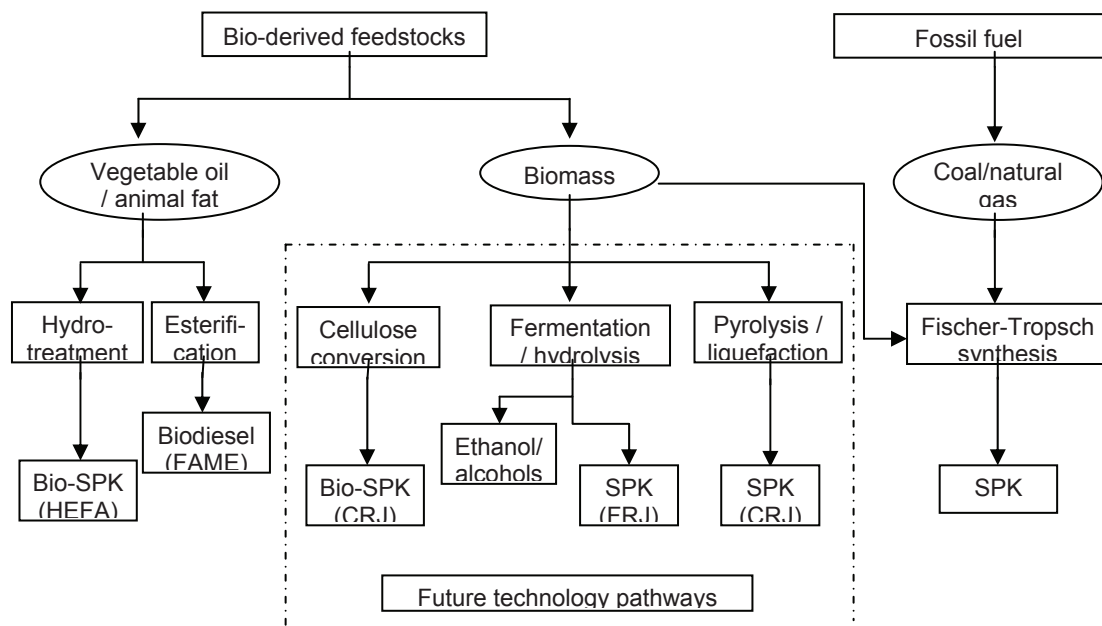 Bio-derived feedstocks
Fossil fuel
Vegetable oil
/ animal fat
Biomass
Coal/natural
gas
Hydro-
treatment
Esterifi-
cation
Cellulose
conversion
Fermentation
/ hydrolysis
Pyrolysis /
liquefaction
Fischer-Tropsch
synthesis
Biodiesel
(FAME)
Ethanol/
alcohols
Bio-SPK
(HEFA)
Bio-SPK
(CRJ)
SPK
(FRJ)
SPK
(CRJ)
SPK
Future technology pathways